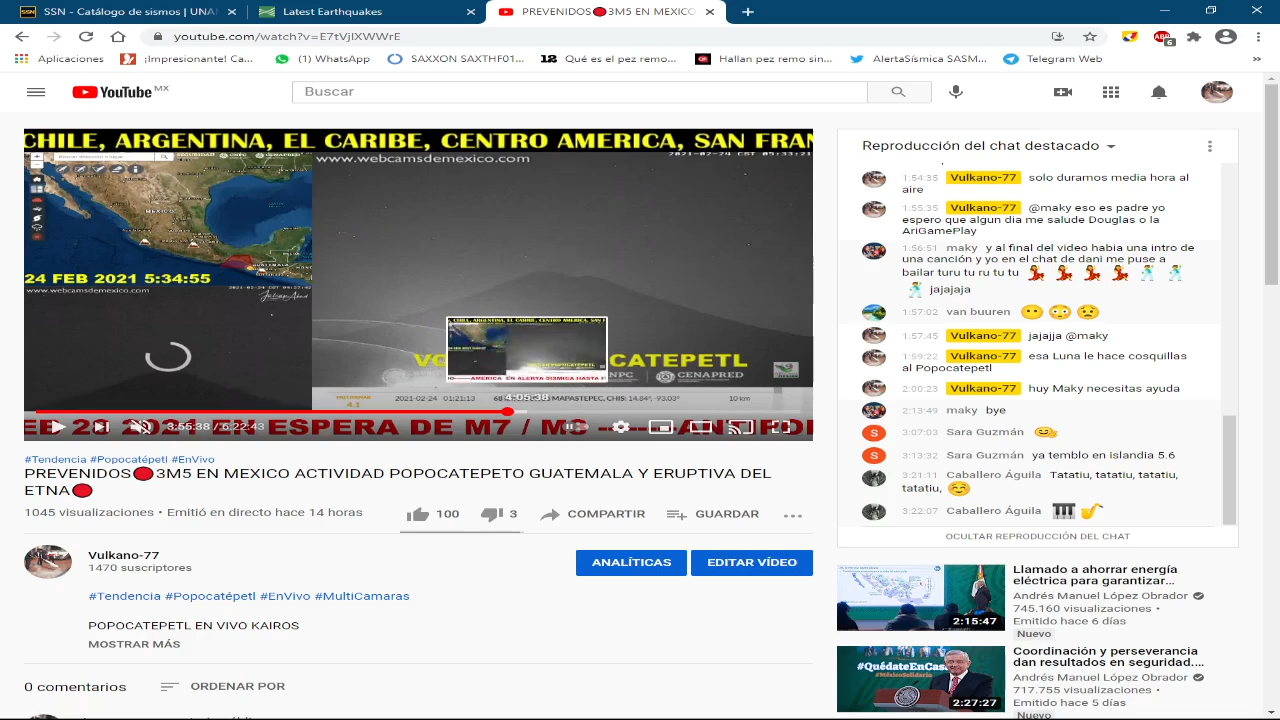 SSN - Catálogo de sismos | UNA
Latest Earthquakes
PREVENIDOS🔴3M5 EN MEXICO
youtube.com/watch?v=E7tVjlXWWrE
Aplicaciones
¡Impresionante! Ca...
(1) WhatsApp
SAXXON SAXTHF01...
12 Qué es el pez remo...
Hallan pez remo sin...
AlertaSísmica SASM...
Telegram Web
YouTube MX
Buscar
CHILE, ARGENTINA, EL CARIBE, CENTRO AMERICA, SAN FRAN
www.webcamsdemexico.com
MEXICO
24 FEB 2021 5:34:55
www.webcamsdemexico.com
CATEPETL
CENAPRED
4.1
2021-02-24 01:21:13
MAPASTEPEC, CHIS: 14.84°, -93.03°
10 km
4:05:38
3:55:38 / 6:22:43
EN ESPERA DE M7 / M8
#Tendencia #Popocatépetl #EnVivo
PREVENIDOS🔴3M5 EN MEXICO ACTIVIDAD POPOCATEPETO GUATEMALA Y ERUPTIVA DEL
ETNA🔴
1045 visualizaciones • Emitió en directo hace 14 horas
100
3
COMPARTIR
GUARDAR
Vulkano-77
1470 suscriptores
ANALÍTICAS
EDITAR VÍDEO
#Tendencia #Popocatépetl #EnVivo #MultiCamaras
POPOCATEPETL EN VIVO KAIROS
MOSTRAR MÁS
0 comentarios
ORDENAR POR
Reproducción del chat destacado
1:54:35 Vulkano-77 solo duramos media hora al
aire
1:55:35 Vulkano-77 @maky eso es padre yo
espero que algun dia me salude Douglas o la
AriGamePlay
1:56:51 maky y al final del video habia una intro de
una canción y yo en el chat de dani me puse a
bailar turu tu ru tu tu 💃 💃 💃 💃 🕺 🕺
🕺 jajajaja
1:57:02 van buuren 😶 😳 😟
1:57:45 Vulkano-77 jajajja @maky
1:59:22 Vulkano-77 esa Luna le hace cosquillas
al Popocatepetl
2:00:23 Vulkano-77 huy Maky necesitas ayuda
2:13:49 maky bye
S 3:07:03 Sara Guzmán
S 3:13:32 Sara Guzmán ya temblo en islandia 5.6
3:21:11 Caballero Águila Tatatiu, tatatiu, tatatiu,
tatatiu, ☺️
3:22:07 Caballero Águila 🎹 🎷
OCULTAR REPRODUCCIÓN DEL CHAT
2:15:47
Llamado a ahorrar energía
eléctrica para garantizar...
Andrés Manuel López Obrador
745.160 visualizaciones •
Emitido hace 6 días
Nuevo
#QuédateEnCasa
#MéxicoSolidario
2:27:27
Coordinación y perseverancia
dan resultados en seguridad....
Andrés Manuel López Obrador
717.755 visualizaciones •
Emitido hace 5 días
Nuevo